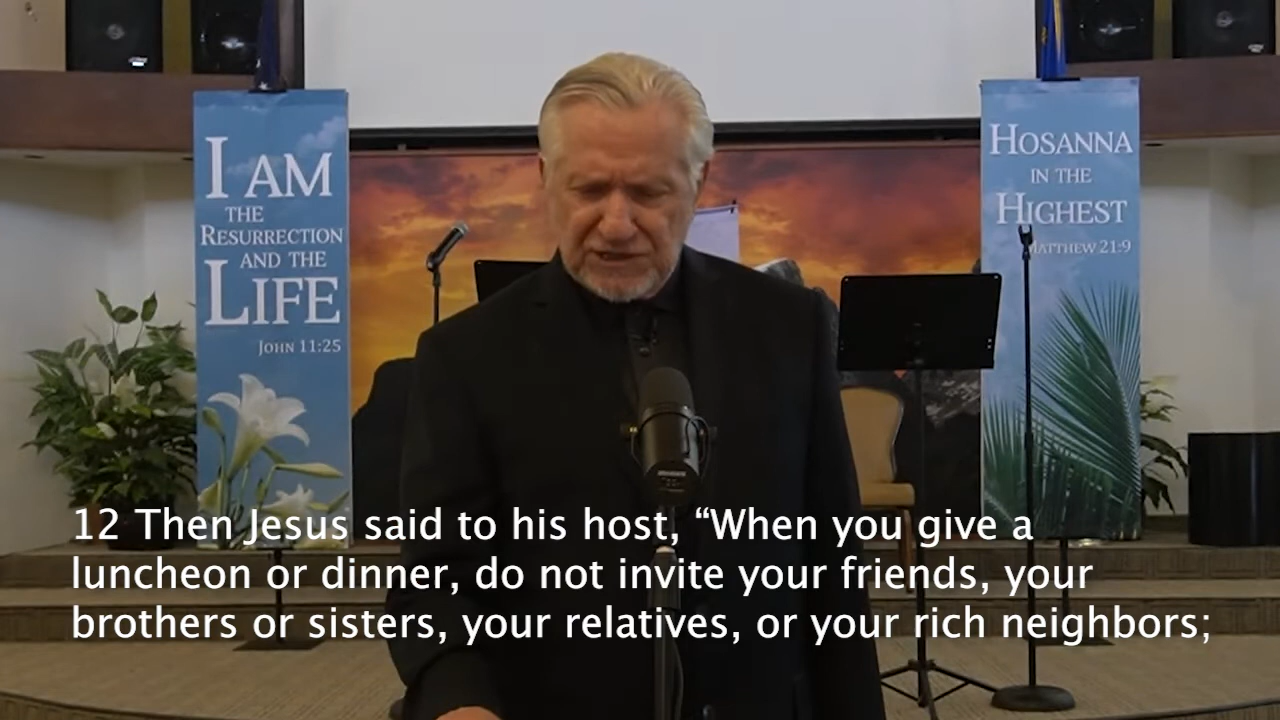 I AM
THE
RESURRECTION
AND THE
LIFE
JOHN 11:25
HOSANNA
IN THE
HIGHEST
MATTHEW 21:9
12 Then Jesus said to his host, “When you give a
luncheon or dinner, do not invite your friends, your
brothers or sisters, your relatives, or your rich neighbors;